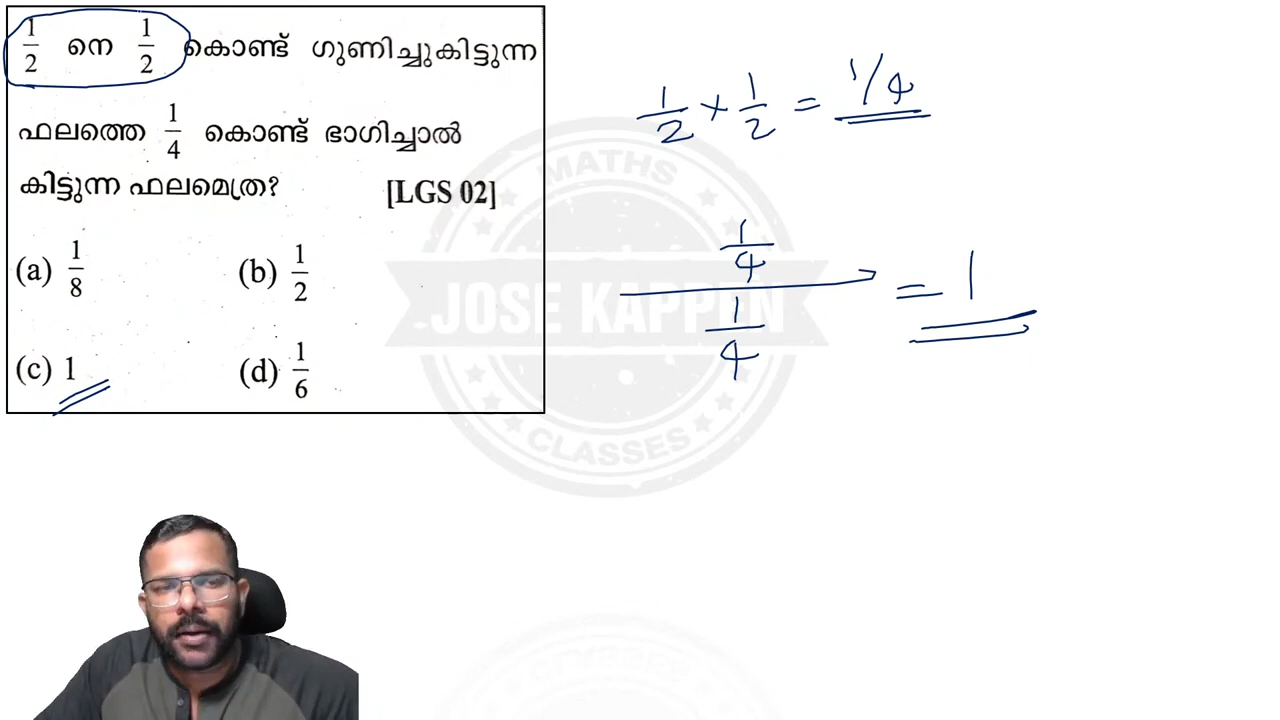 1/2 നെ 1/2 കൊണ്ട് ഗുണിച്ചുകിട്ടുന്ന
ഫലത്തെ 1/4 കൊണ്ട് ഭാഗിച്ചാൽ
കിട്ടുന്ന ഫലമെത്ര? [LGS 02]
(a) 1/8 (b) 1/2
(c) 1 (d) 1/6
1/2 × 1/2 = 1/4
1/4
1/4
= 1
MATHS
JOSE KAPPEN
CLASSES